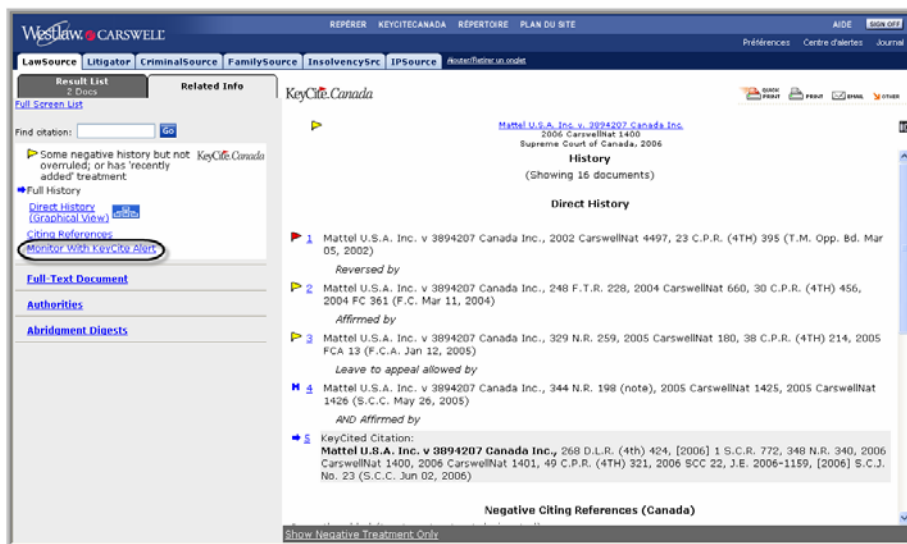 REPÉRER KEYCITECANADA RÉPERTOIRE PLAN DU SITE AIDE SIGN OFF
Westlaw. CARSWELL
Préférences Centre d'alertes Journal
LawSource Litigator CriminalSource FamilySource InsolvencySrc IPSource Ajouter/Retirer un onglet
Result List
2 Docs
Related Info
Full Screen List
Find citation: Go
Some negative history but not overruled; or has 'recently added' treatment
KeyCite.Canada
Full History
Direct History
(Graphical View)
Citing References
Monitor With KeyCite Alert
Full-Text Document
Authorities
Abridgment Digests
KeyCite.Canada
QUICK PRINT PRINT EMAIL OTHER
Mattel U.S.A. Inc. v. 3894207 Canada Inc.
2006 CarswellNat 1400
Supreme Court of Canada, 2006
History
(Showing 16 documents)
Direct History
1 Mattel U.S.A. Inc. v 3894207 Canada Inc., 2002 CarswellNat 4497, 23 C.P.R. (4TH) 395 (T.M. Opp. Bd. Mar
05, 2002)
Reversed by
2 Mattel U.S.A. Inc. v 3894207 Canada Inc., 248 F.T.R. 228, 2004 CarswellNat 660, 30 C.P.R. (4TH) 456,
2004 FC 361 (F.C. Mar 11, 2004)
Affirmed by
3 Mattel U.S.A. Inc. v 3894207 Canada Inc., 329 N.R. 259, 2005 CarswellNat 180, 38 C.P.R. (4TH) 214, 2005
FCA 13 (F.C.A. Jan 12, 2005)
Leave to appeal allowed by
H 4 Mattel U.S.A. Inc. v 3894207 Canada Inc., 344 N.R. 198 (note), 2005 CarswellNat 1425, 2005 CarswellNat
1426 (S.C.C. May 26, 2005)
AND Affirmed by
5 KeyCited Citation:
Mattel U.S.A. Inc. v 3894207 Canada Inc., 268 D.L.R. (4th) 424, [2006] 1 S.C.R. 772, 348 N.R. 340, 2006
CarswellNat 1400, 2006 CarswellNat 1401, 49 C.P.R. (4TH) 321, 2006 SCC 22, J.E. 2006-1159, [2006] S.C.J.
No. 23 (S.C.C. Jun 02, 2006)
Negative Citing References (Canada)
Show Negative Treatment Only